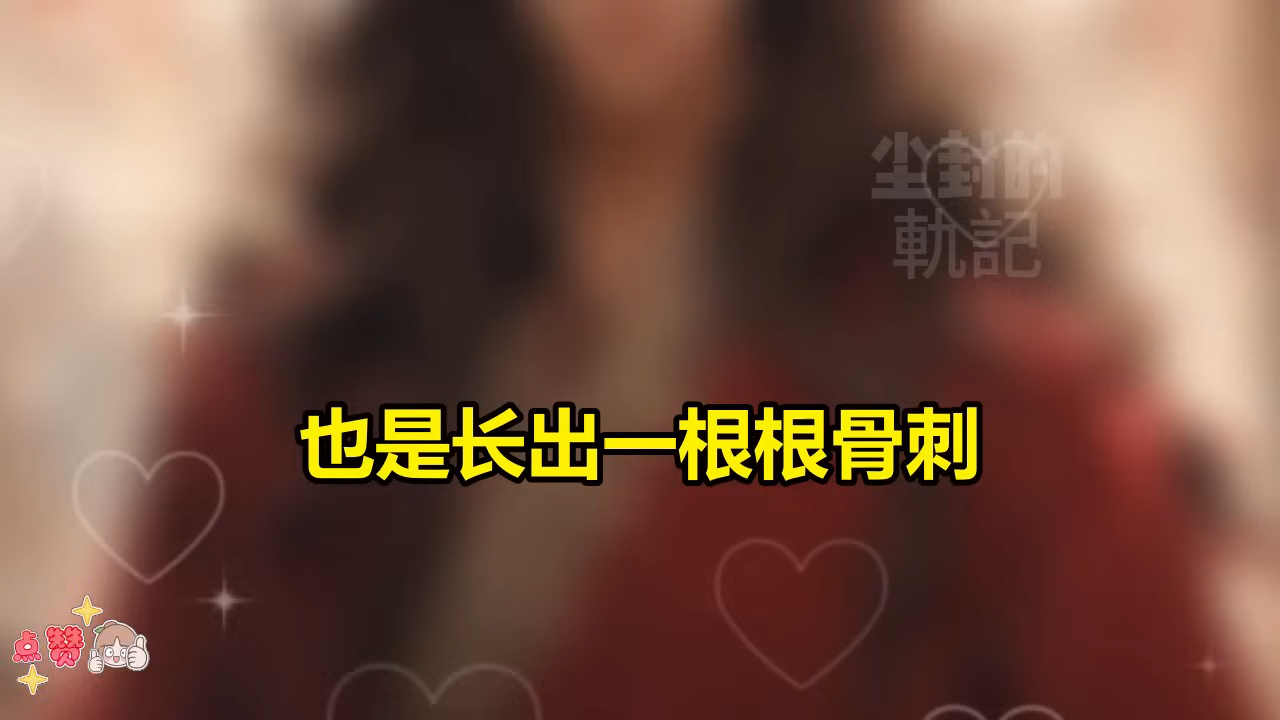 尘封的
軌記
也是长出一根根骨刺
点赞